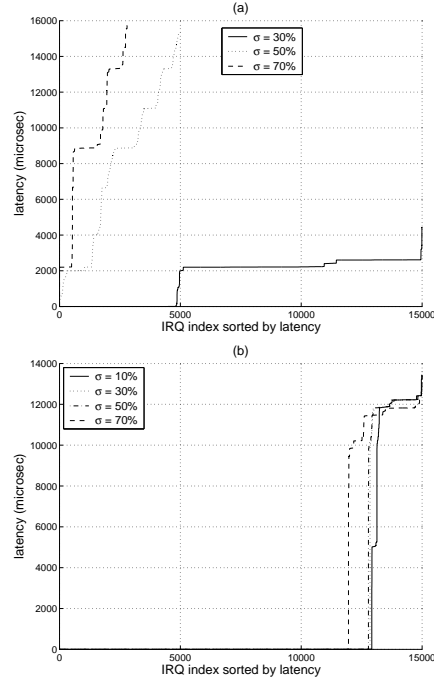 (a)
16000
14000
12000
10000
8000
6000
4000
2000
0
latency (microsec)
σ = 30%
σ = 50%
σ = 70%
0 5000 10000 15000
IRQ index sorted by latency
(b)
14000
12000
10000
8000
6000
4000
2000
0
latency (microsec)
σ = 10%
σ = 30%
σ = 50%
σ = 70%
0 5000 10000 15000
IRQ index sorted by latency